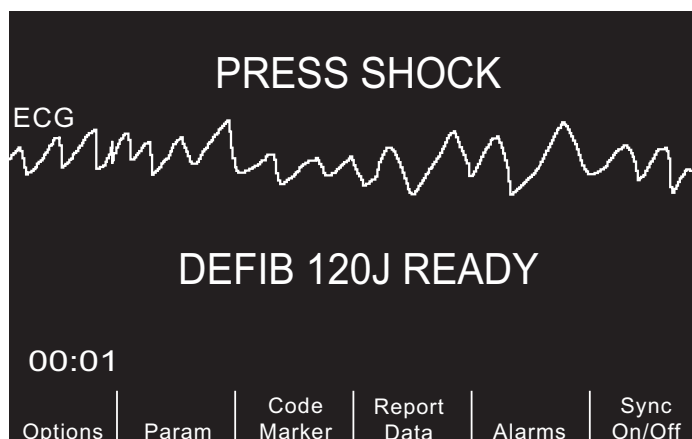 PRESS SHOCK
ECG
DEFIB 120J READY
00:01
Options
Param
Code
Marker
Report
Data
Alarms
Sync
On/Off